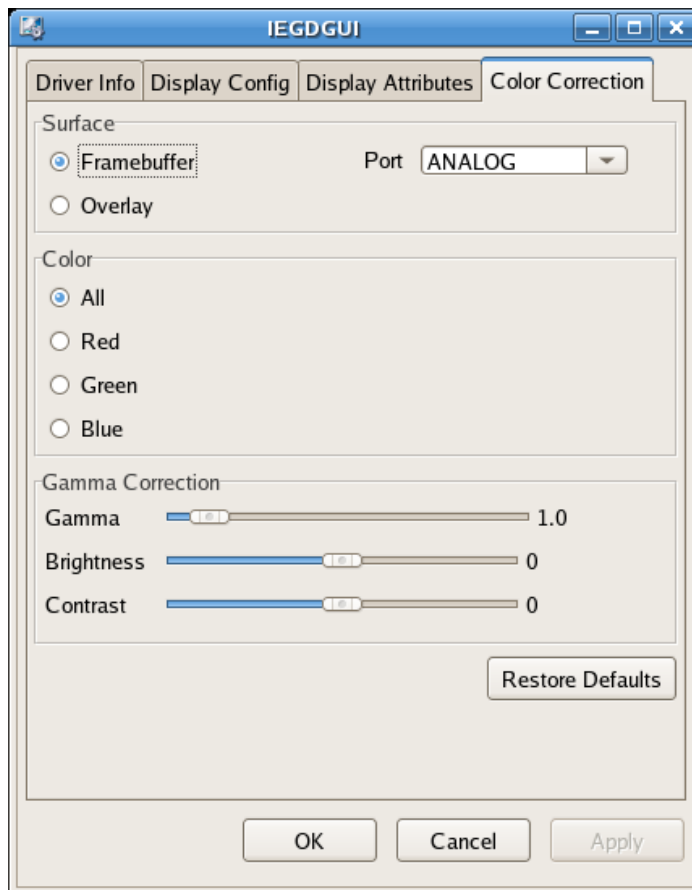 IEGDGUI
Driver Info Display Config Display Attributes Color Correction
Surface
Framebuffer Port ANALOG
Overlay
Color
All
Red
Green
Blue
Gamma Correction
Gamma 1.0
Brightness 0
Contrast 0
Restore Defaults
OK Cancel Apply